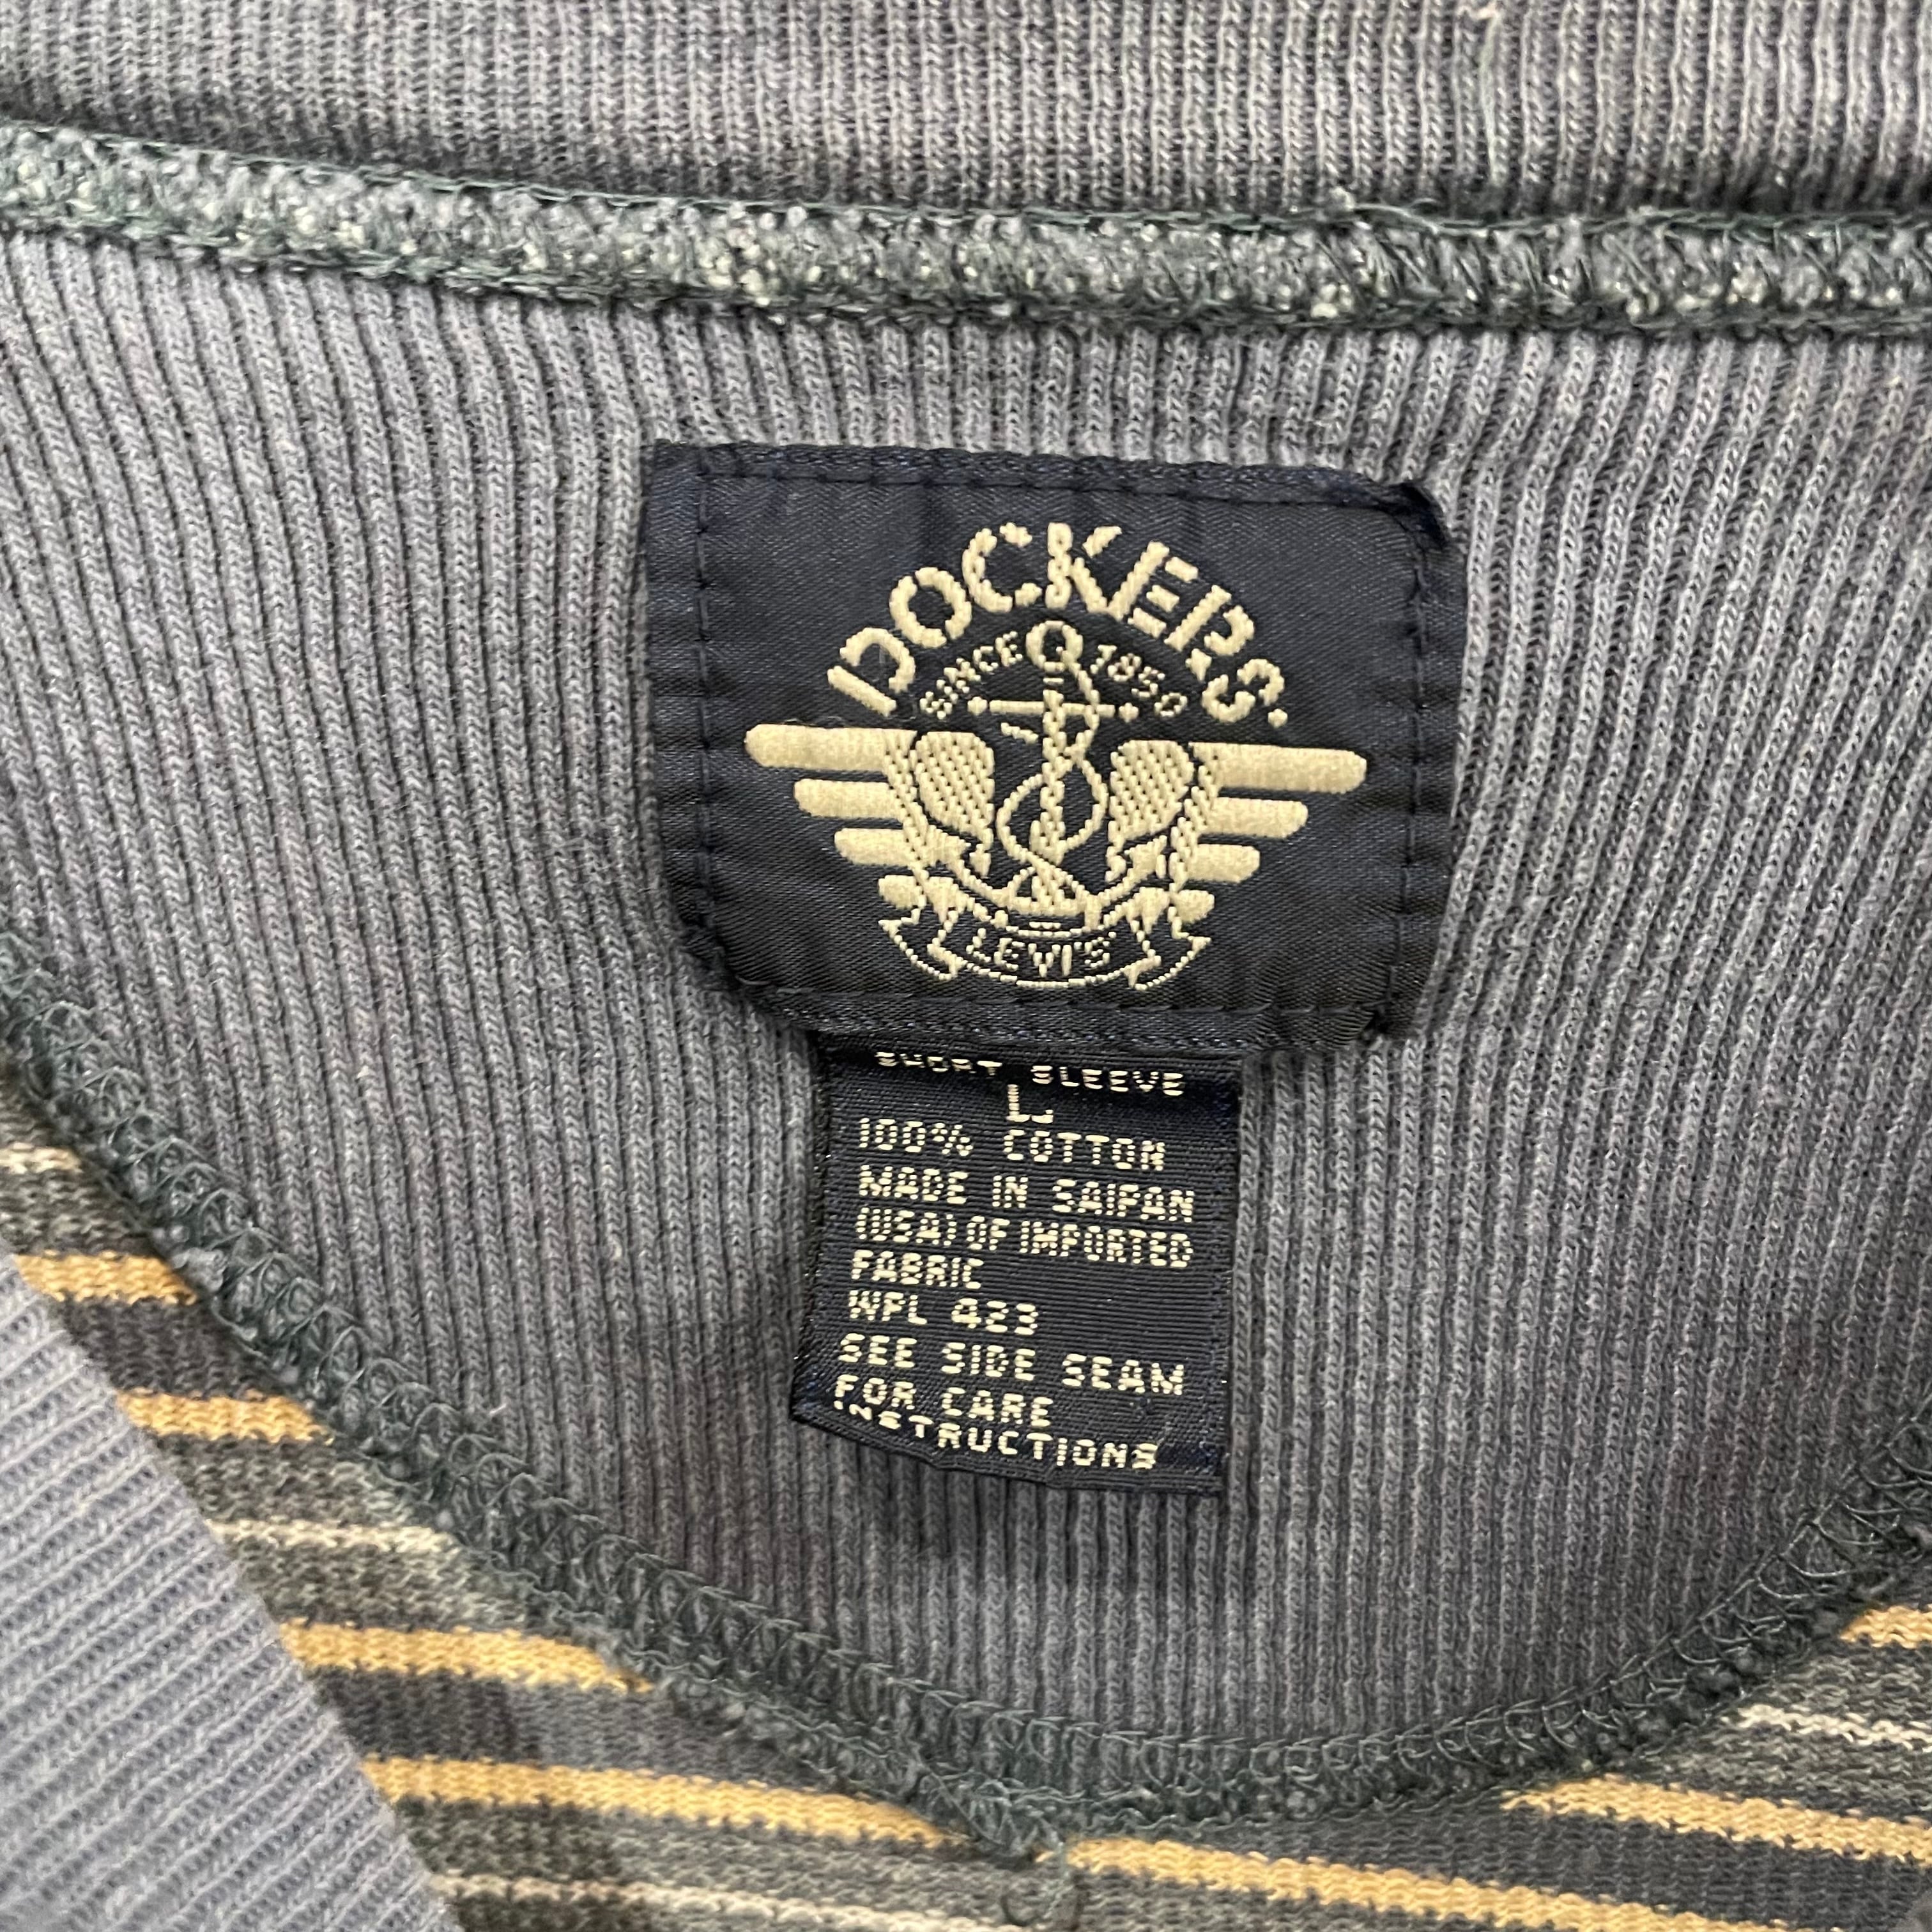 DOCKERS.
SINCE 1850
LEVI'S
SHORT SLEEVE
L
100% COTTON
MADE IN SAIPAN
(USA) OF IMPORTED
FABRIC
WPL 423
SEE SIDE SEAM
FOR CARE
INSTRUCTIONS